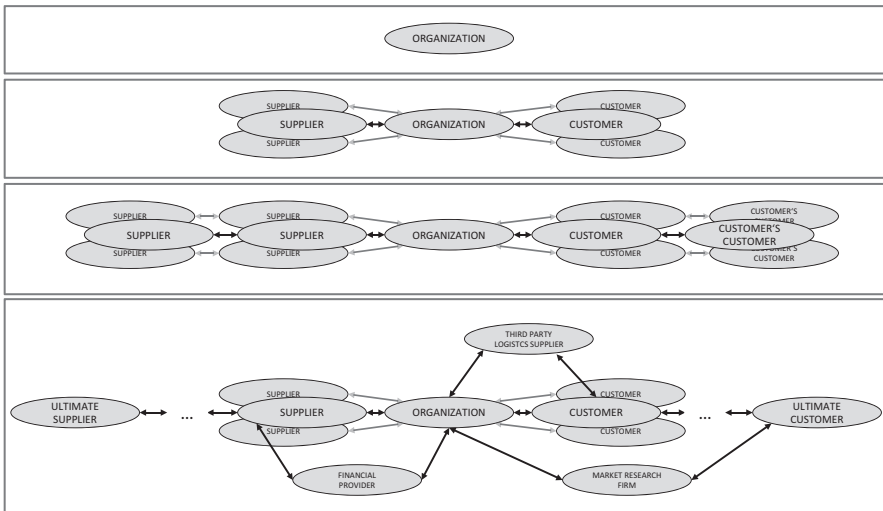 ORGANIZATION
SUPPLIER
CUSTOMER
SUPPLIER
ORGANIZATION
CUSTOMER
SUPPLIER
CUSTOMER
SUPPLIER
SUPPLIER
CUSTOMER
CUSTOMER'S
SUPPLIER
SUPPLIER
ORGANIZATION
CUSTOMER
CUSTOMER'S
CUSTOMER
SUPPLIER
SUPPLIER
CUSTOMER
CUSTOMER
THIRD PARTY
LOGISTCS SUPPLIER
SUPPLIER
CUSTOMER
ULTIMATE
SUPPLIER
...
SUPPLIER
ORGANIZATION
CUSTOMER
...
ULTIMATE
CUSTOMER
SUPPLIER
CUSTOMER
FINANCIAL
PROVIDER
MARKET RESEARCH
FIRM